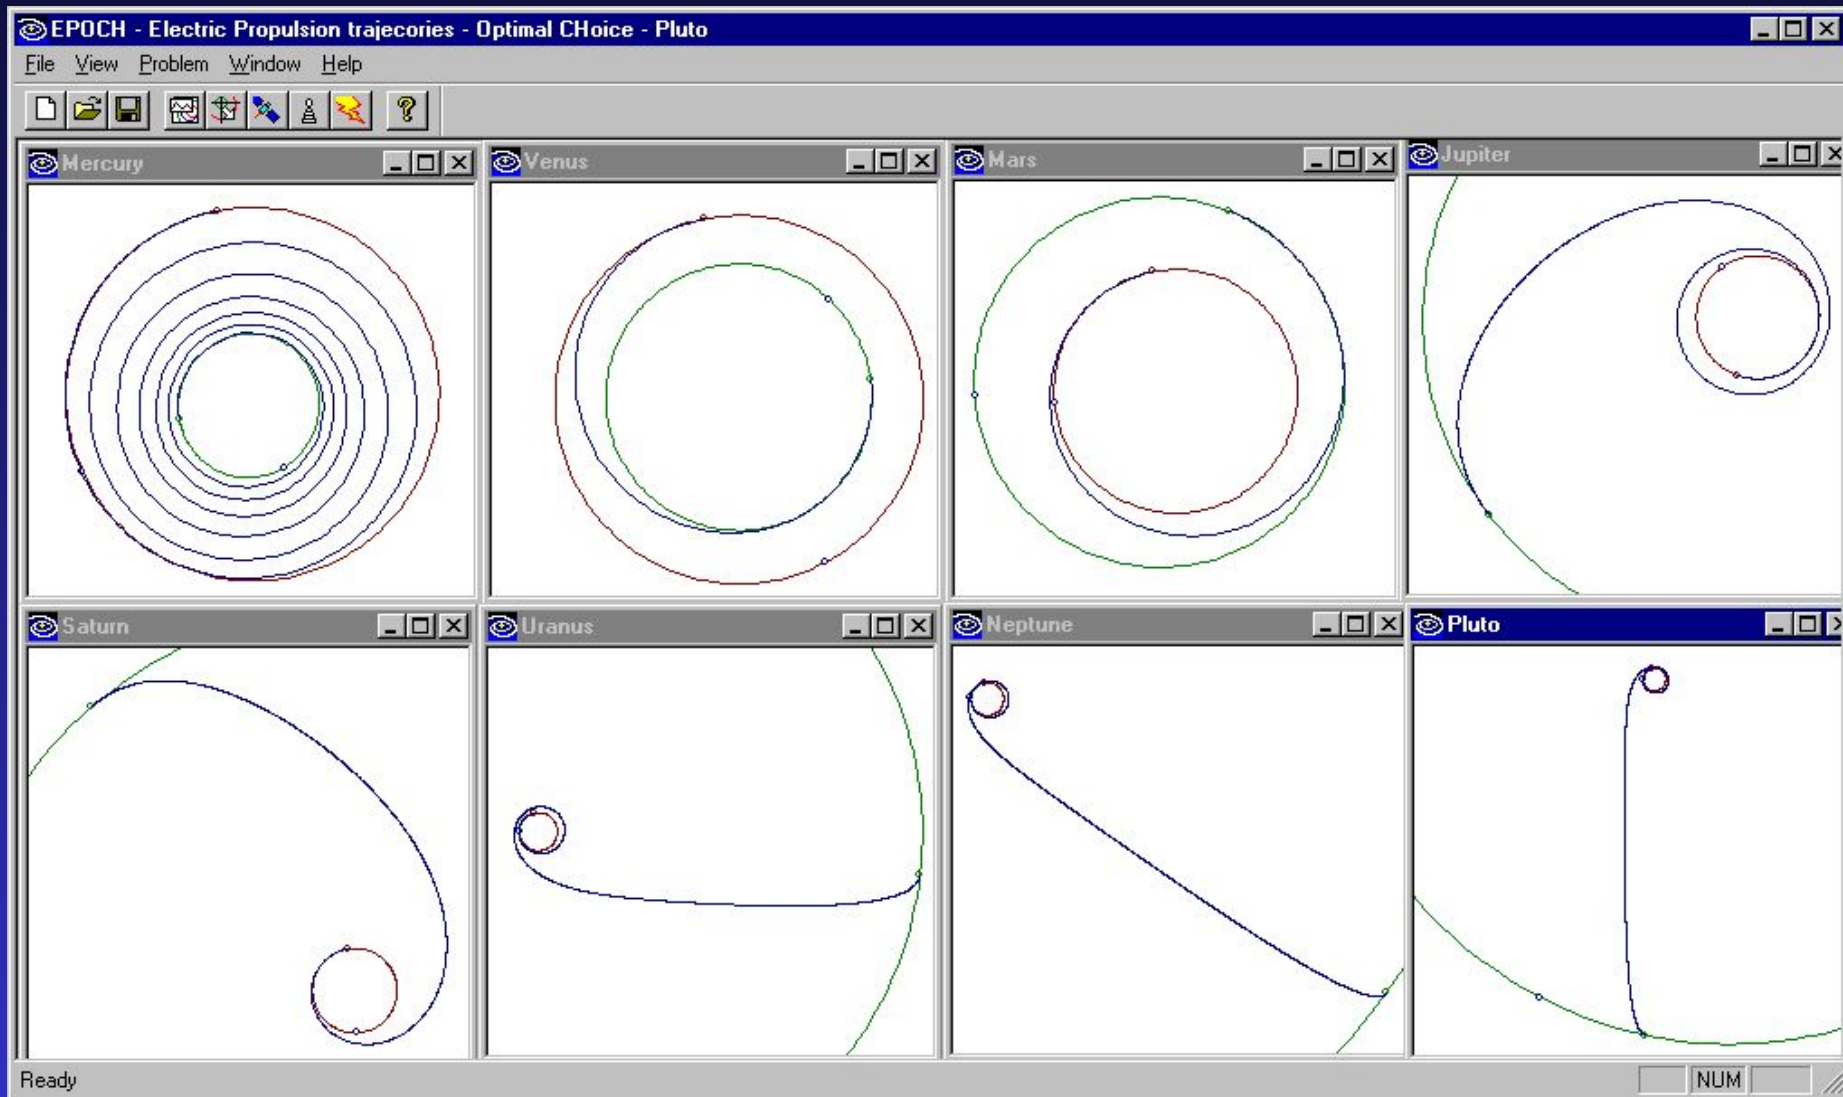 EPOCH - Electric Propulsion trajecories - Optimal CHoice - Pluto
File View Problem Window Help
Mercury
Venus
Mars
Jupiter
Saturn
Uranus
Neptune
Pluto
Ready
NUM